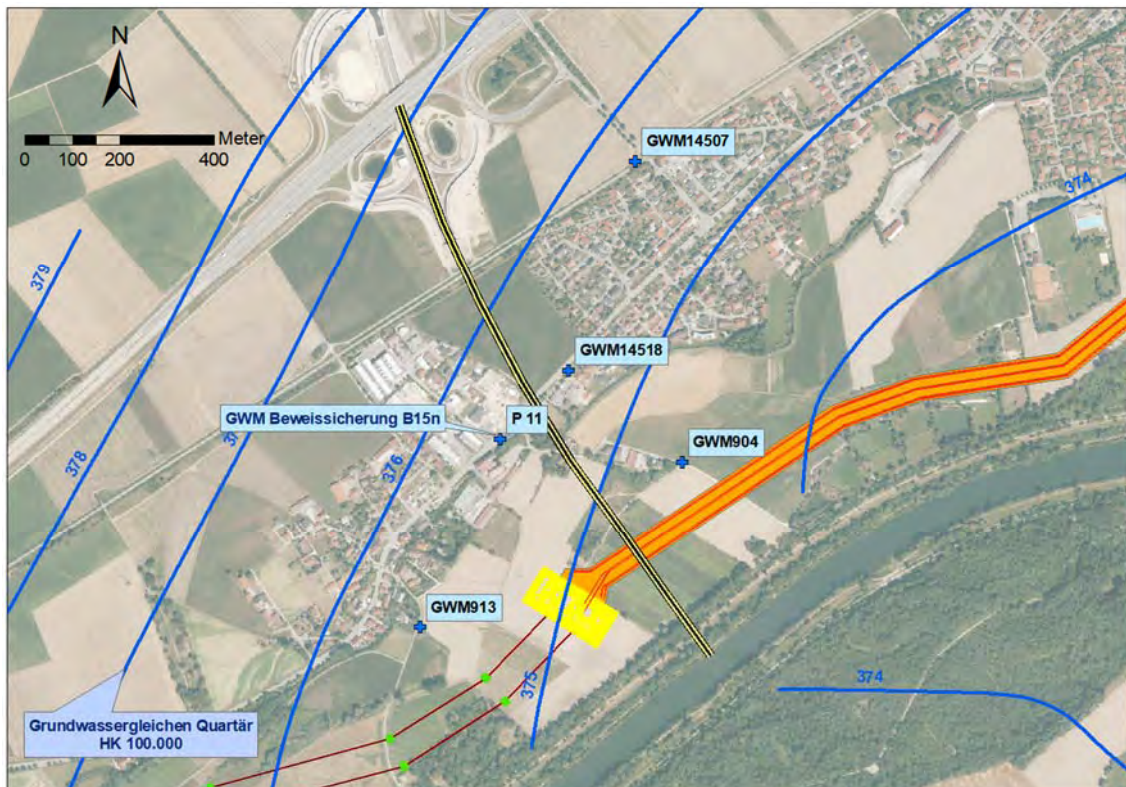 N
Meter
0 100 200 400
GWM14507
374
379
GWM14518
GWM Beweissicherung B15n
P 11
GWM904
378
376
GWM913
375
374
Grundwassergleichen Quartär
HK 100.000